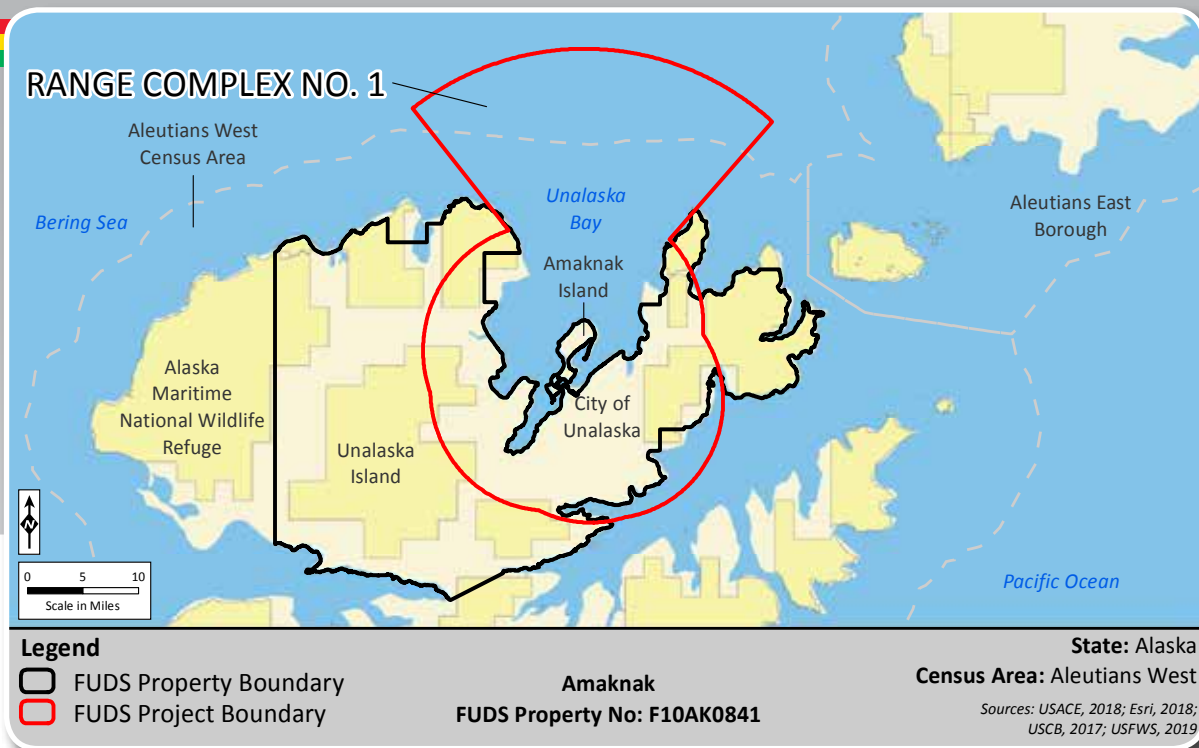 RANGE COMPLEX NO. 1
Aleutians West
Census Area
Bering Sea
Unalaska
Bay
Amaknak
Island
Aleutians East
Borough
Alaska
Maritime
National Wildlife
Refuge
Unalaska
Island
City of
Unalaska
N
0 5 10
Scale in Miles
Pacific Ocean
Legend
FUDS Property Boundary
FUDS Project Boundary
Amaknak
FUDS Property No: F10AK0841
State: Alaska
Census Area: Aleutians West
Sources: USACE, 2018; Esri, 2018;
USCB, 2017; USFWS, 2019